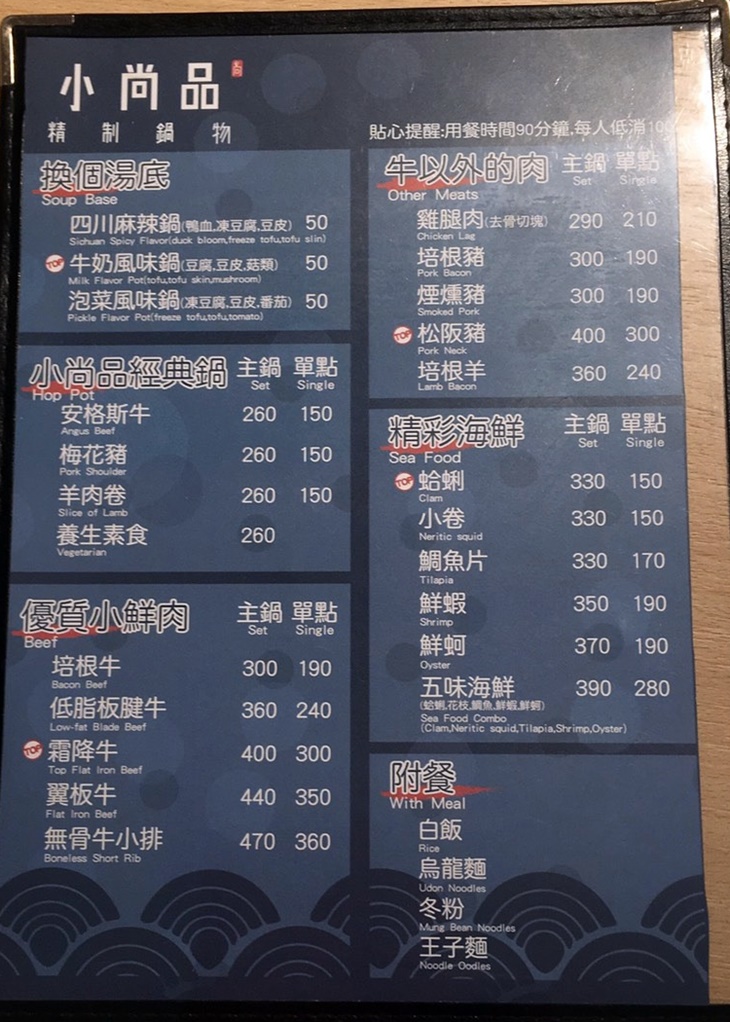 小尚品
精制鍋物
貼心提醒:用餐時間90分鐘,每人低消
換個湯底
Soup Base
四川麻辣鍋(鴨血,凍豆腐,豆皮) 50
Sichuan Spicy Flavor(duck bloom,freeze tofu,tofu slin)
TOP 牛奶風味鍋(豆腐,豆皮,菇類) 50
Milk Flavor Pot(tofu,tofu skin,mushroom)
泡菜風味鍋(凍豆腐,豆皮,番茄) 50
Pickle Flavor Pot(freeze tofu,tofu,tomato)
小尚品經典鍋 主鍋 單點
Hop Pot Set Single
安格斯牛 260 150
Angus Beef
梅花豬 260 150
Pork Shoulder
羊肉卷 260 150
Slice of Lamb
養生素食 260
Vegetarian
優質小鮮肉 主鍋 單點
Beef Set Single
培根牛 300 190
Bacon Beef
低脂板腱牛 360 240
Low-fat Blade Beef
TOP 霜降牛 400 300
Top Flat Iron Beef
翼板牛 440 350
Flat Iron Beef
無骨牛小排 470 360
Boneless Short Rib
牛以外的肉 主鍋 單點
Other Meats Set Single
雞腿肉(去骨切塊) 290 210
Chicken Lag
培根豬 300 190
Pork Bacon
煙燻豬 300 190
Smoked Pork
TOP 松阪豬 400 300
Pork Neck
培根羊 360 240
Lamb Bacon
精彩海鮮 主鍋 單點
Sea Food Set Single
TOP 蛤蜊 330 150
Clam
小卷 330 150
Neritic squid
鯛魚片 330 170
Tilapia
鮮蝦 350 190
Shrimp
鮮蚵 370 190
Oyster
五味海鮮 390 280
(蛤蜊,花枝,鯛魚,鮮蝦,鮮蚵)
Sea Food Combo
(Clam,Neritic squid,Tilapia,Shrimp,Oyster)
附餐
With Meal
白飯
Rice
烏龍麵
Udon Noodles
冬粉
Mung Bean Noodles
王子麵
Noodle Oodles